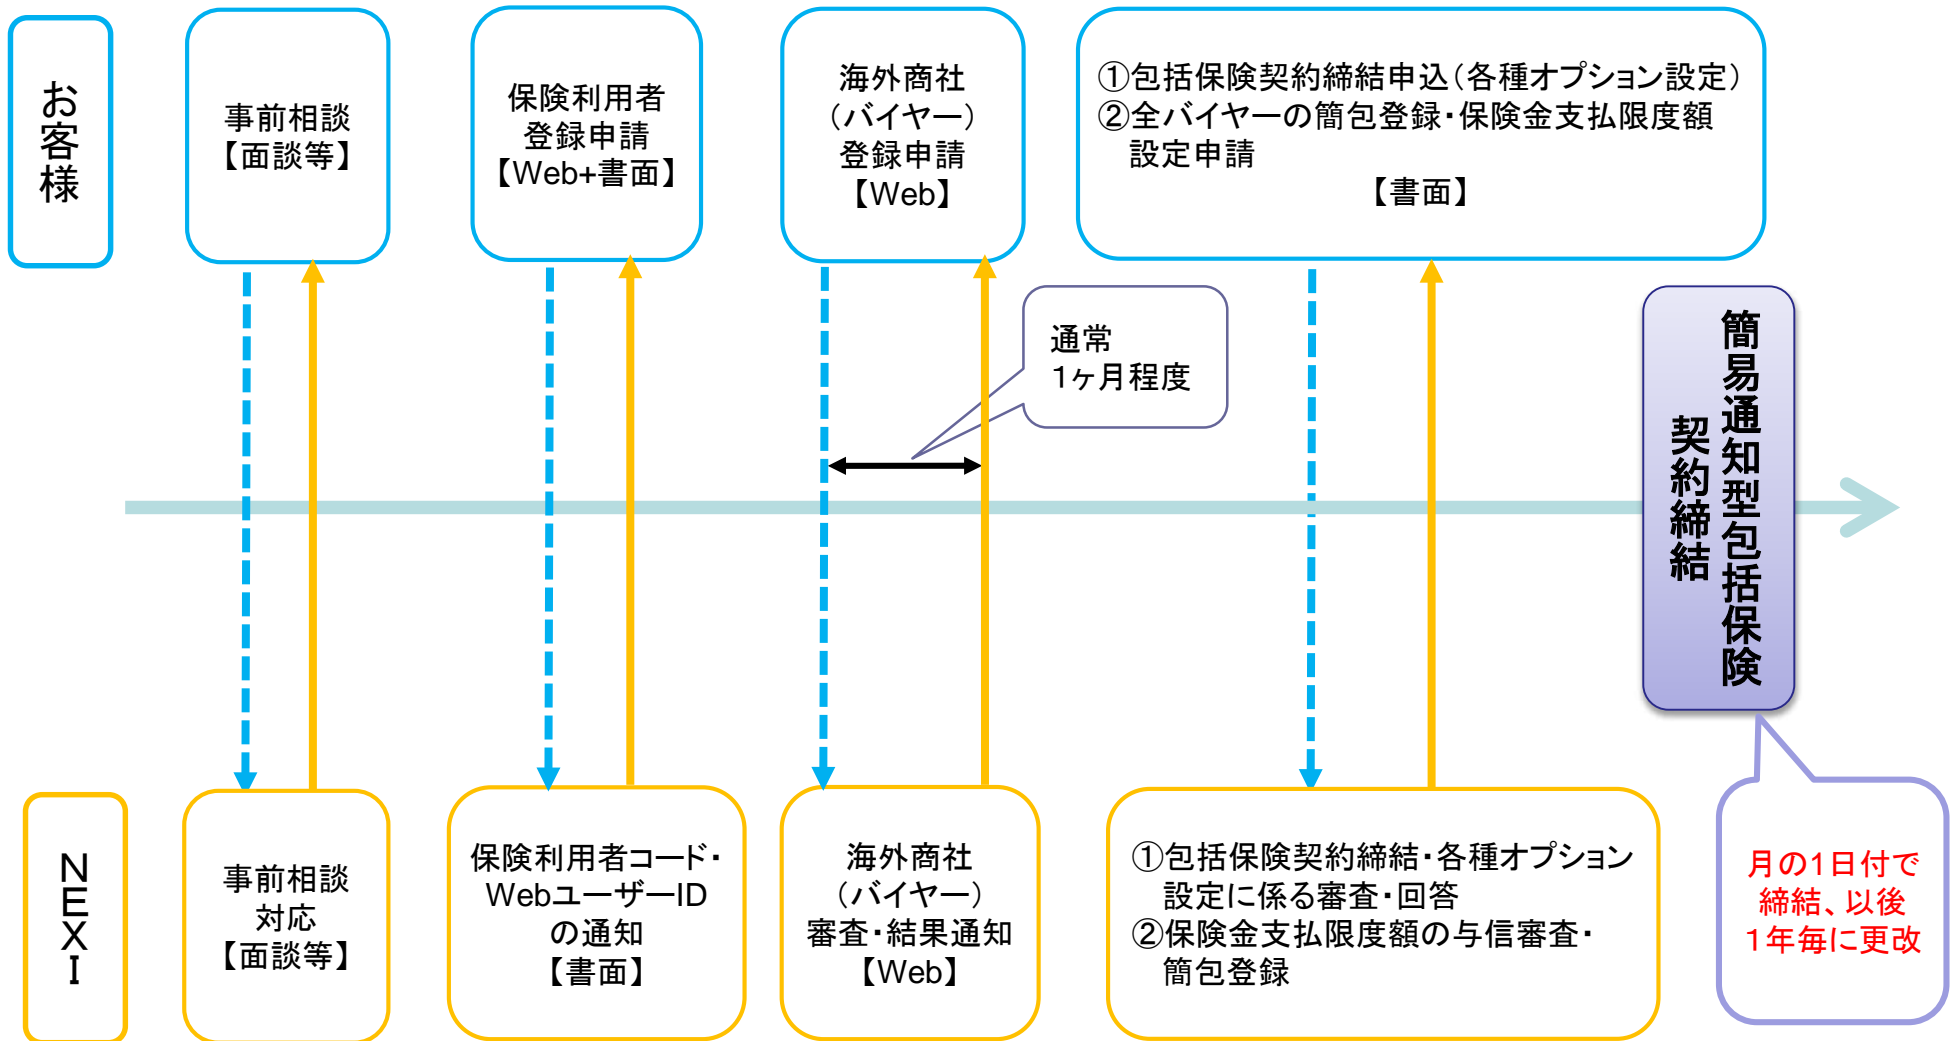 お客様
事前相談
【面談等】
保険利用者
登録申請
【Web+書面】
海外商社
（バイヤー）
登録申請
【Web】
①包括保険契約締結申込（各種オプション設定）
②全バイヤーの簡包登録・保険金支払限度額
設定申請
【書面】
通常
1ヶ月程度
簡易通知型包括保険
契約締結
NEXI
事前相談
対応
【面談等】
保険利用者コード・
WebユーザーID
の通知
【書面】
海外商社
（バイヤー）
審査・結果通知
【Web】
①包括保険契約締結・各種オプション
設定に係る審査・回答
②保険金支払限度額の与信審査・
簡包登録
月の1日付で
締結、以後
1年毎に更改